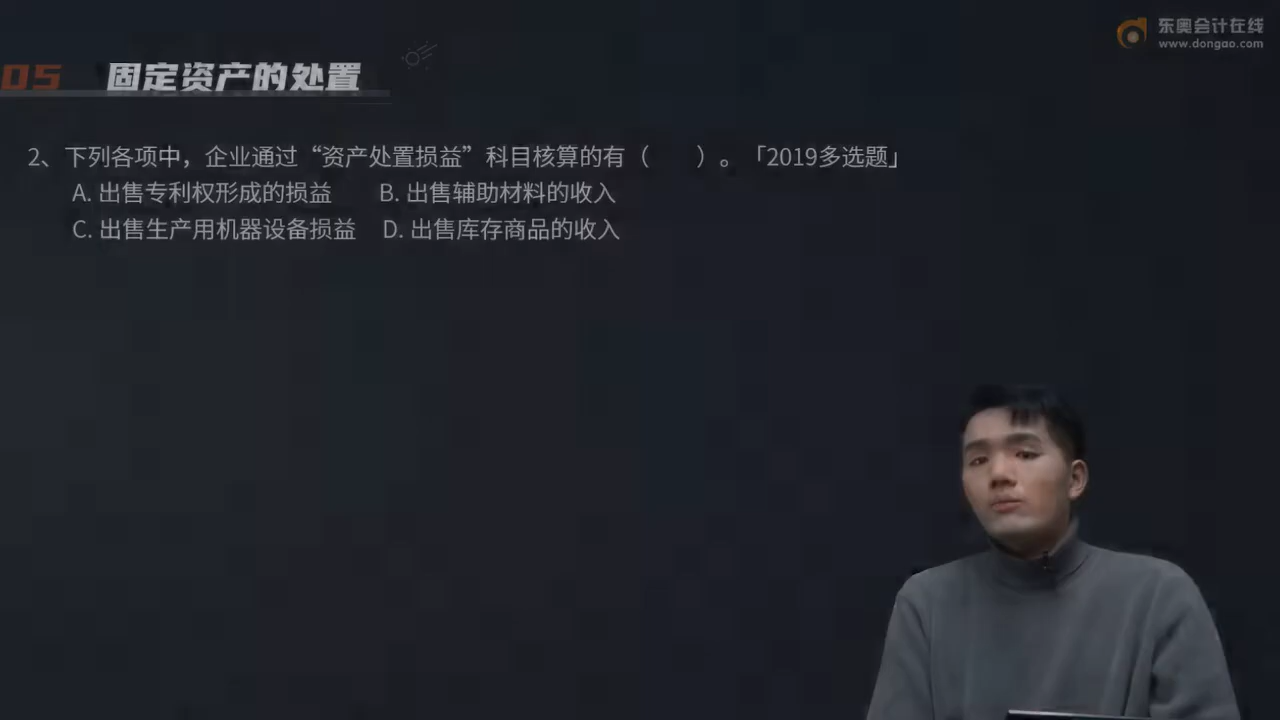 东奥会计在线
www.dongao.com
05 固定资产的处置
2、下列各项中，企业通过“资产处置损益”科目核算的有（　　）。「2019多选题」
A. 出售专利权形成的损益　　B. 出售辅助材料的收入
C. 出售生产用机器设备损益　D. 出售库存商品的收入